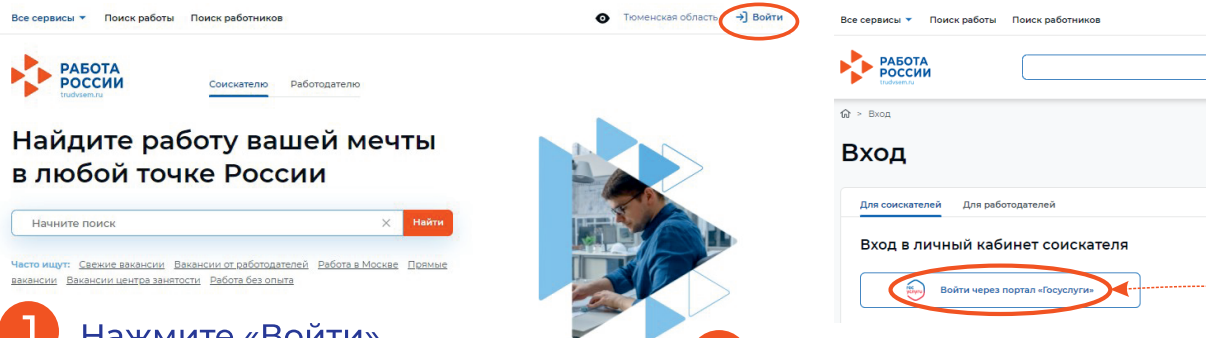 Все сервисы Поиск работы Поиск работников
Тюменская область Войти
РАБОТА
РОССИИ
trudvsem.ru
Соискателю Работодателю
Найдите работу вашей мечты
в любой точке России
Начните поиск
Найти
Часто ищут: Свежие вакансии Вакансии от работодателей Работа в Москве Прямые
вакансии Вакансии центра занятости Работа без опыта
1 Нажмите «Войти»
Все сервисы Поиск работы Поиск работников
РАБОТА
РОССИИ
trudvsem.ru
> Вход
Вход
Для соискателей Для работодателей
Вход в личный кабинет соискателя
Войти через портал «Госуслуги»